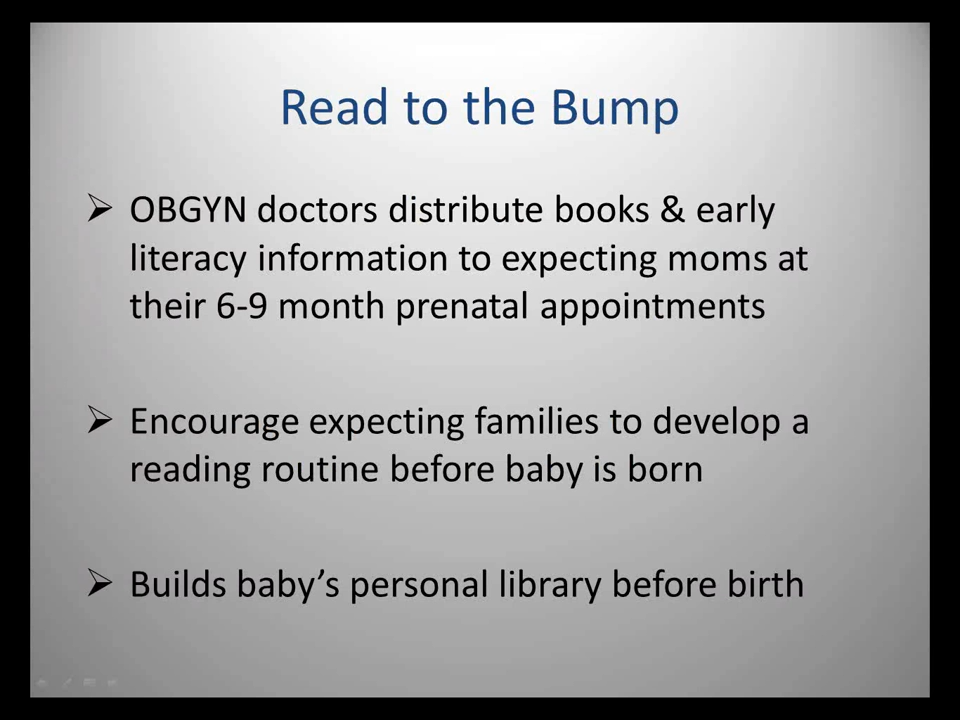 Read to the Bump
➢ OBGYN doctors distribute books & early
literacy information to expecting moms at
their 6-9 month prenatal appointments
➢ Encourage expecting families to develop a
reading routine before baby is born
➢ Builds baby’s personal library before birth